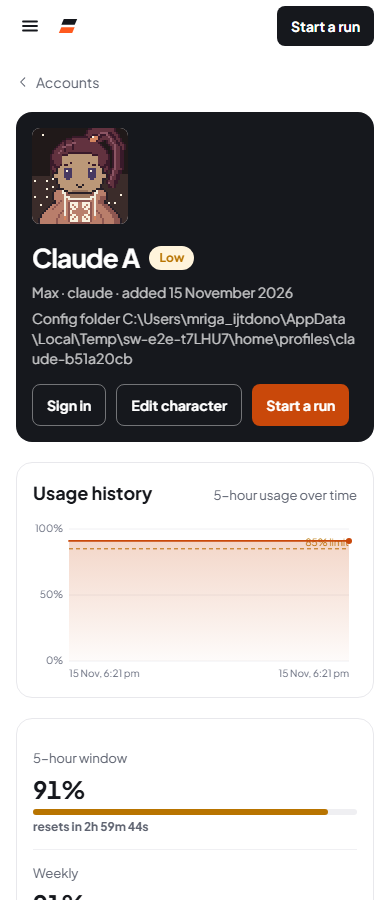 Start a run
Accounts
Claude A
Low
Max · claude · added 15 November 2026
Config folder C:\Users\mriga_ijtdono\AppData
\Local\Temp\sw-e2e-t7LHU7\home\profiles\cla
ude-b51a20cb
Sign in
Edit character
Start a run
Usage history
5-hour usage over time
100%
85% limit
50%
0%
15 Nov, 6:21 pm
15 Nov, 6:21 pm
5-hour window
91%
resets in 2h 59m 44s
Weekly